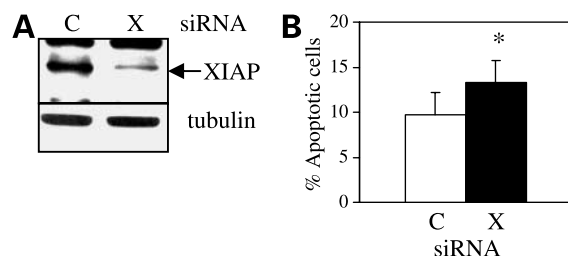 A
C X siRNA
XIAP
tubulin
B
% Apoptotic cells
20
15
10
5
0
*
C X
siRNA